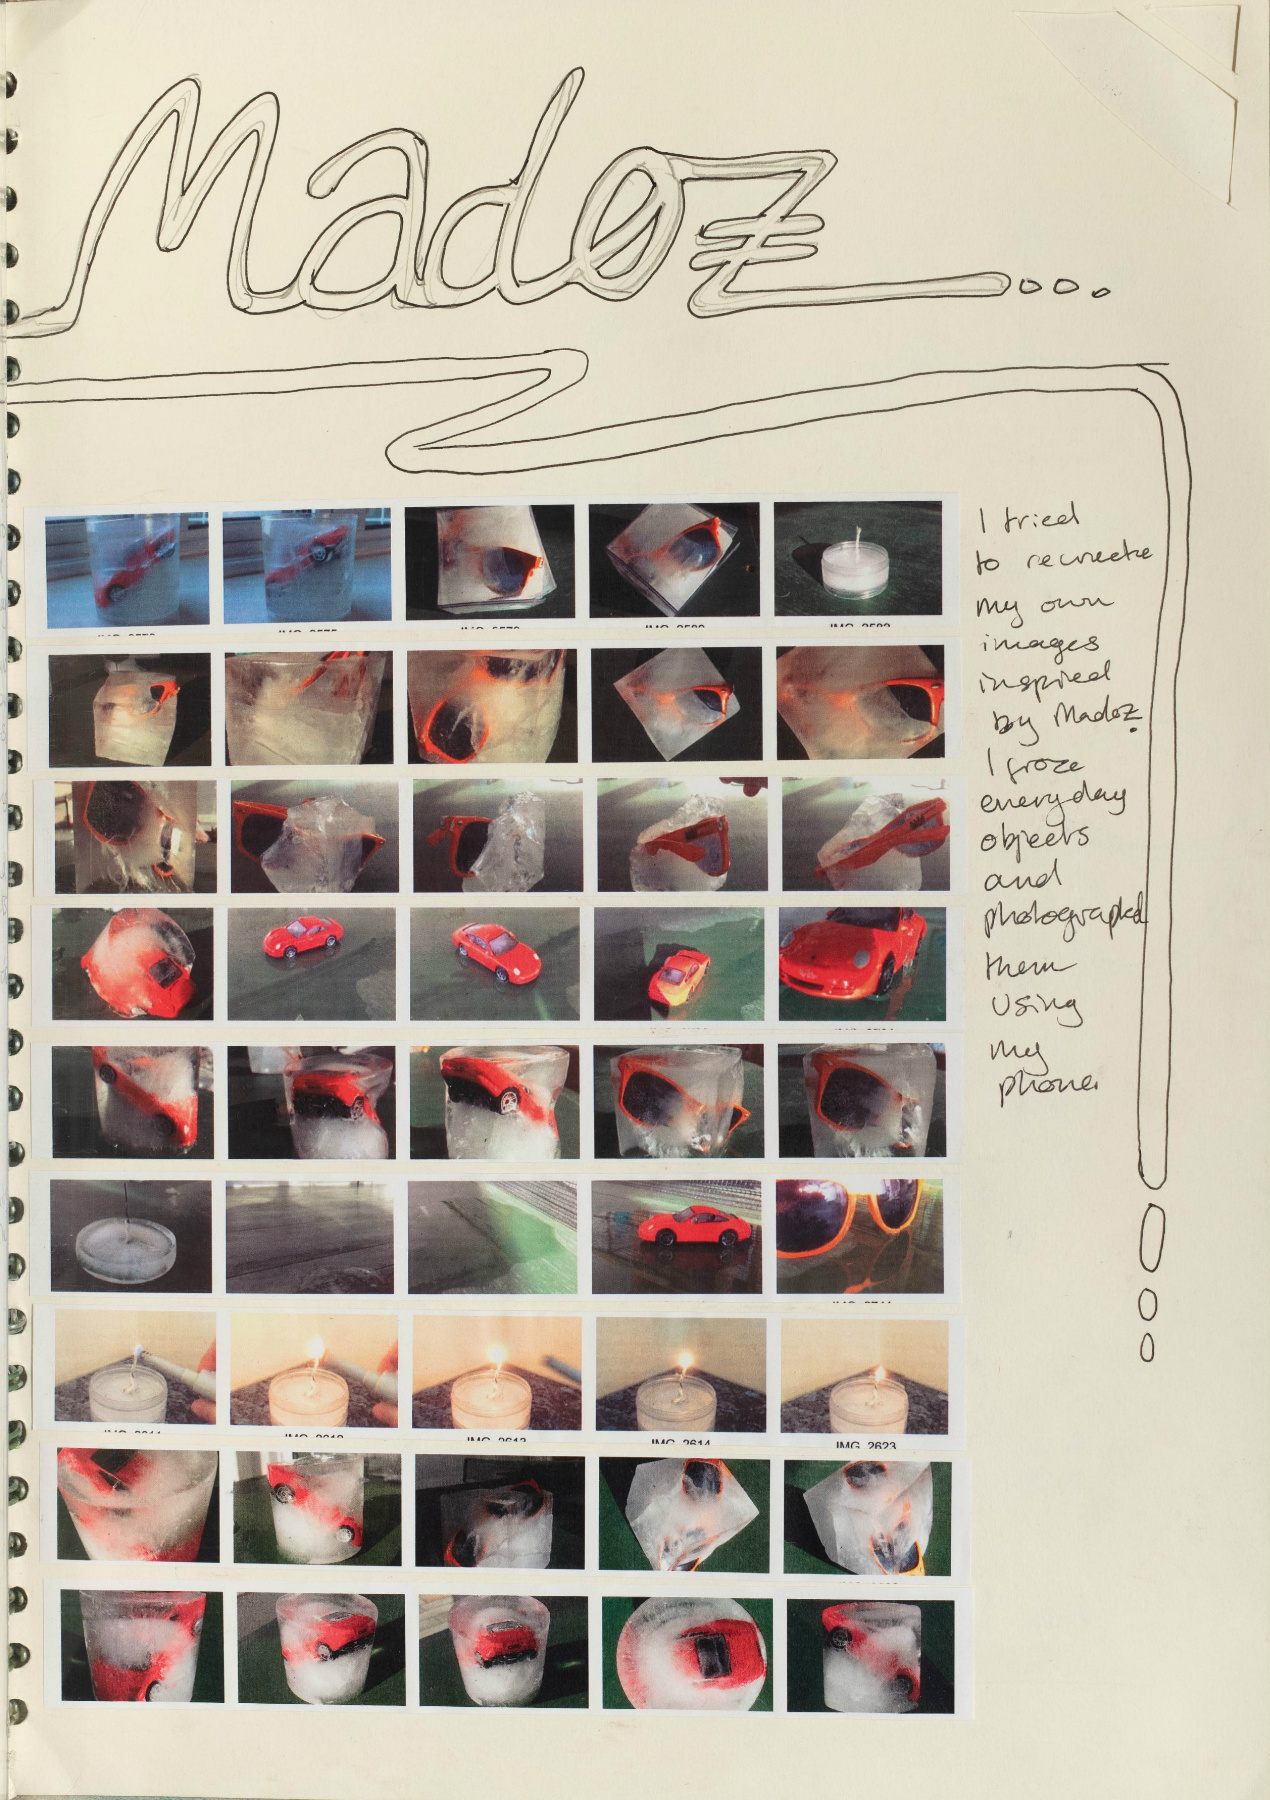 Madoz...
I tried
to recreate
my own
images
inspired
by Madoz.
I froze
everyday
objects
and
photographed
them
using
my
phone.
IMG_2613
IMG_2614
IMG_2623